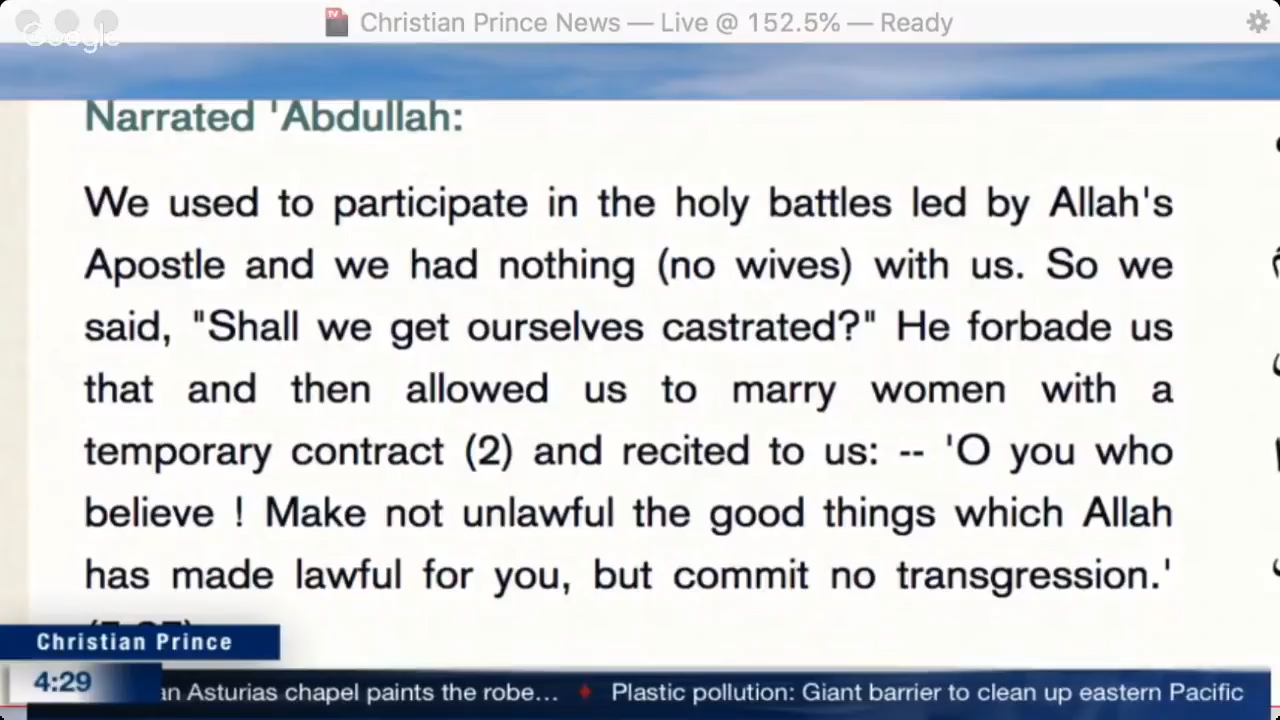 Christian Prince News — Live @ 152.5% — Ready
Google
Narrated 'Abdullah:
We used to participate in the holy battles led by Allah's
Apostle and we had nothing (no wives) with us. So we
said, "Shall we get ourselves castrated?" He forbade us
that and then allowed us to marry women with a
temporary contract (2) and recited to us: -- 'O you who
believe ! Make not unlawful the good things which Allah
has made lawful for you, but commit no transgression.'
Christian Prince
4:29
an Asturias chapel paints the robe… ♦ Plastic pollution: Giant barrier to clean up eastern Pacific